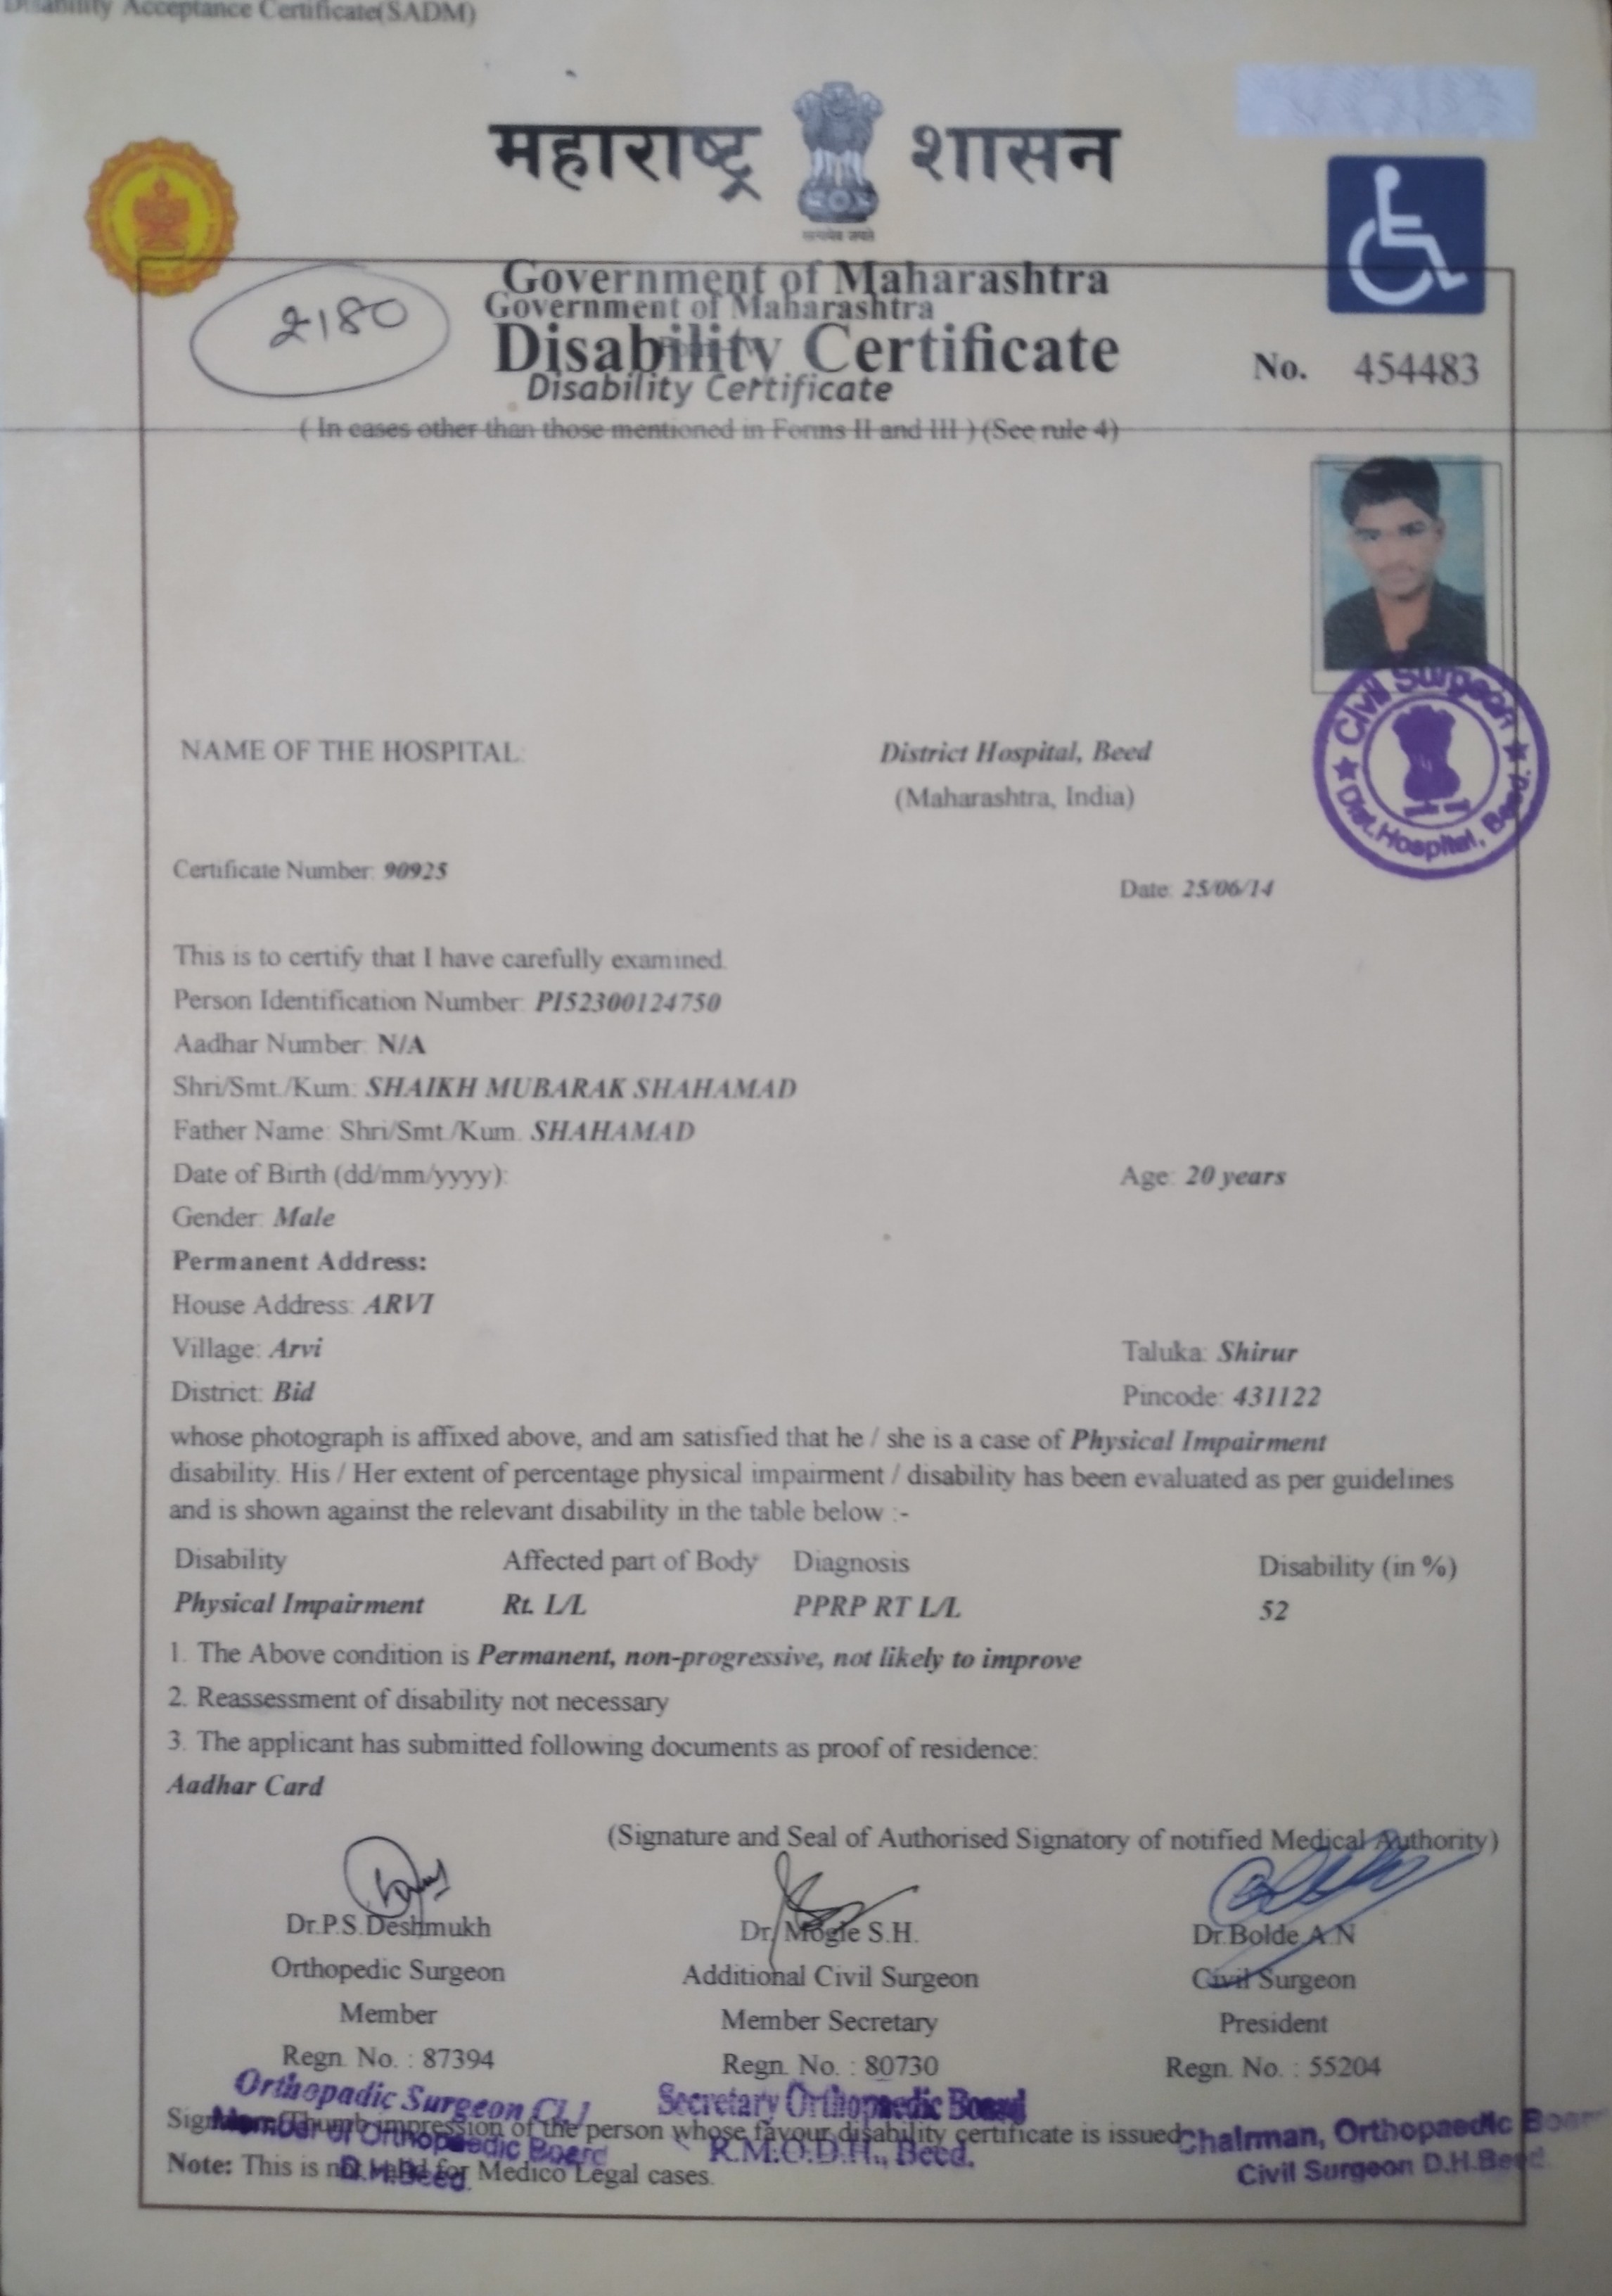 Disability Acceptance Certificate(SADM)
महाराष्ट्र शासन
सत्यमेव जयते
2180
Government of Maharashtra
Government of Maharashtra
Disability Certificate
Disability Certificate
No. 454483
( In cases other than those mentioned in Forms II and III ) (See rule 4)
Civil Surgeon
Dist. Hospital, Beed.
NAME OF THE HOSPITAL: District Hospital, Beed
(Maharashtra, India)
Certificate Number: 90925
Date: 25/06/14
This is to certify that I have carefully examined.
Person Identification Number: PI52300124750
Aadhar Number: N/A
Shri/Smt./Kum: SHAIKH MUBARAK SHAHAMAD
Father Name: Shri/Smt./Kum. SHAHAMAD
Date of Birth (dd/mm/yyyy): Age: 20 years
Gender: Male
Permanent Address:
House Address: ARVI
Village: Arvi Taluka: Shirur
District: Bid Pincode: 431122
whose photograph is affixed above, and am satisfied that he / she is a case of Physical Impairment
disability. His / Her extent of percentage physical impairment / disability has been evaluated as per guidelines
and is shown against the relevant disability in the table below :-
Disability Affected part of Body Diagnosis Disability (in %)
Physical Impairment Rt. L/L PPRP RT L/L 52
1. The Above condition is Permanent, non-progressive, not likely to improve
2. Reassessment of disability not necessary
3. The applicant has submitted following documents as proof of residence:
Aadhar Card
(Signature and Seal of Authorised Signatory of notified Medical Authority)
Dr.P.S.Deshmukh Dr. Mogle S.H. Dr.Bolde A.N
Orthopedic Surgeon Additional Civil Surgeon Civil Surgeon
Member Member Secretary President
Regn. No. : 87394 Regn. No. : 80730 Regn. No. : 55204
Orthopadic Surgeon CL I Secretary Orthopaedic Board
Member of Orthopaedic Board R.M.O.D.H., Beed. Chairman, Orthopaedic Board
D.H.Beed. Civil Surgeon D.H.Beed.
Thumb impression of the person whose favour disability certificate is issued
Note: This is not valid for Medico Legal cases.